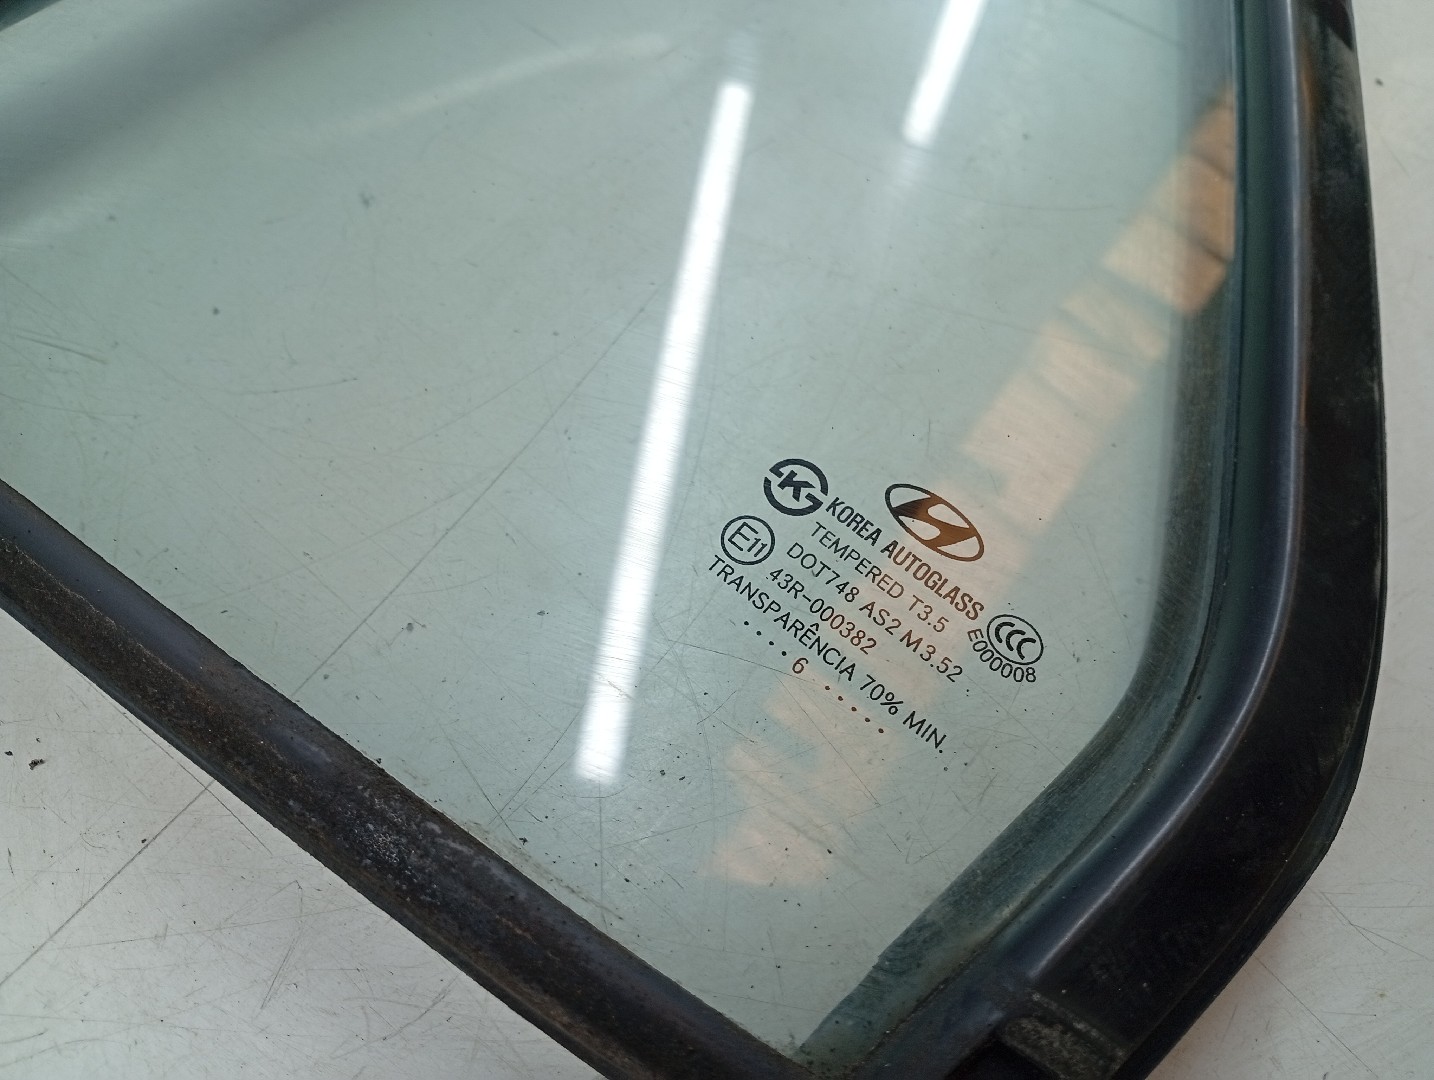 KOREA AUTOGLASS
TEMPERED T3.5
DOT748 AS2 M3.52
E11 43R-000382
CCC E000008
TRANSPARÊNCIA 70% MIN.
....6.....